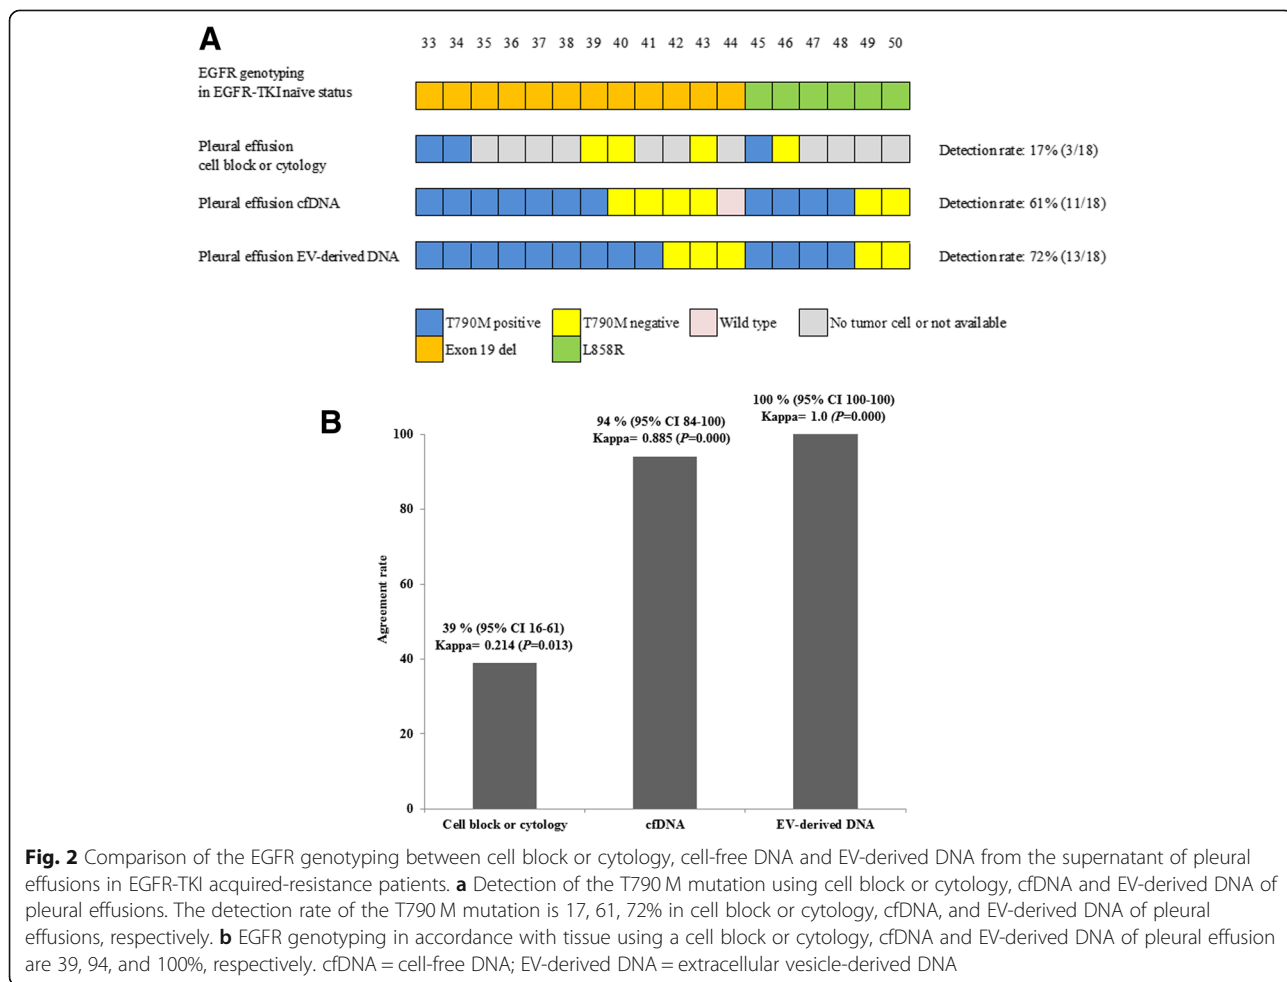 A
33 34 35 36 37 38 39 40 41 42 43 44 45 46 47 48 49 50
EGFR genotyping
in EGFR-TKI naïve status
Pleural effusion
cell block or cytology
Detection rate: 17% (3/18)
Pleural effusion cfDNA
Detection rate: 61% (11/18)
Pleural effusion EV-derived DNA
Detection rate: 72% (13/18)
T790M positive
T790M negative
Wild type
No tumor cell or not available
Exon 19 del
L858R
B
100 % (95% CI 100-100)
Kappa= 1.0 (P=0.000)
94 % (95% CI 84-100)
Kappa= 0.885 (P=0.000)
39 % (95% CI 16-61)
Kappa= 0.214 (P=0.013)
Agreement rate
100
80
60
40
20
0
Cell block or cytology
cfDNA
EV-derived DNA
Fig. 2 Comparison of the EGFR genotyping between cell block or cytology, cell-free DNA and EV-derived DNA from the supernatant of pleural
effusions in EGFR-TKI acquired-resistance patients. a Detection of the T790 M mutation using cell block or cytology, cfDNA and EV-derived DNA of
pleural effusions. The detection rate of the T790 M mutation is 17, 61, 72% in cell block or cytology, cfDNA, and EV-derived DNA of pleural
effusions, respectively. b EGFR genotyping in accordance with tissue using a cell block or cytology, cfDNA and EV-derived DNA of pleural effusion
are 39, 94, and 100%, respectively. cfDNA = cell-free DNA; EV-derived DNA = extracellular vesicle-derived DNA